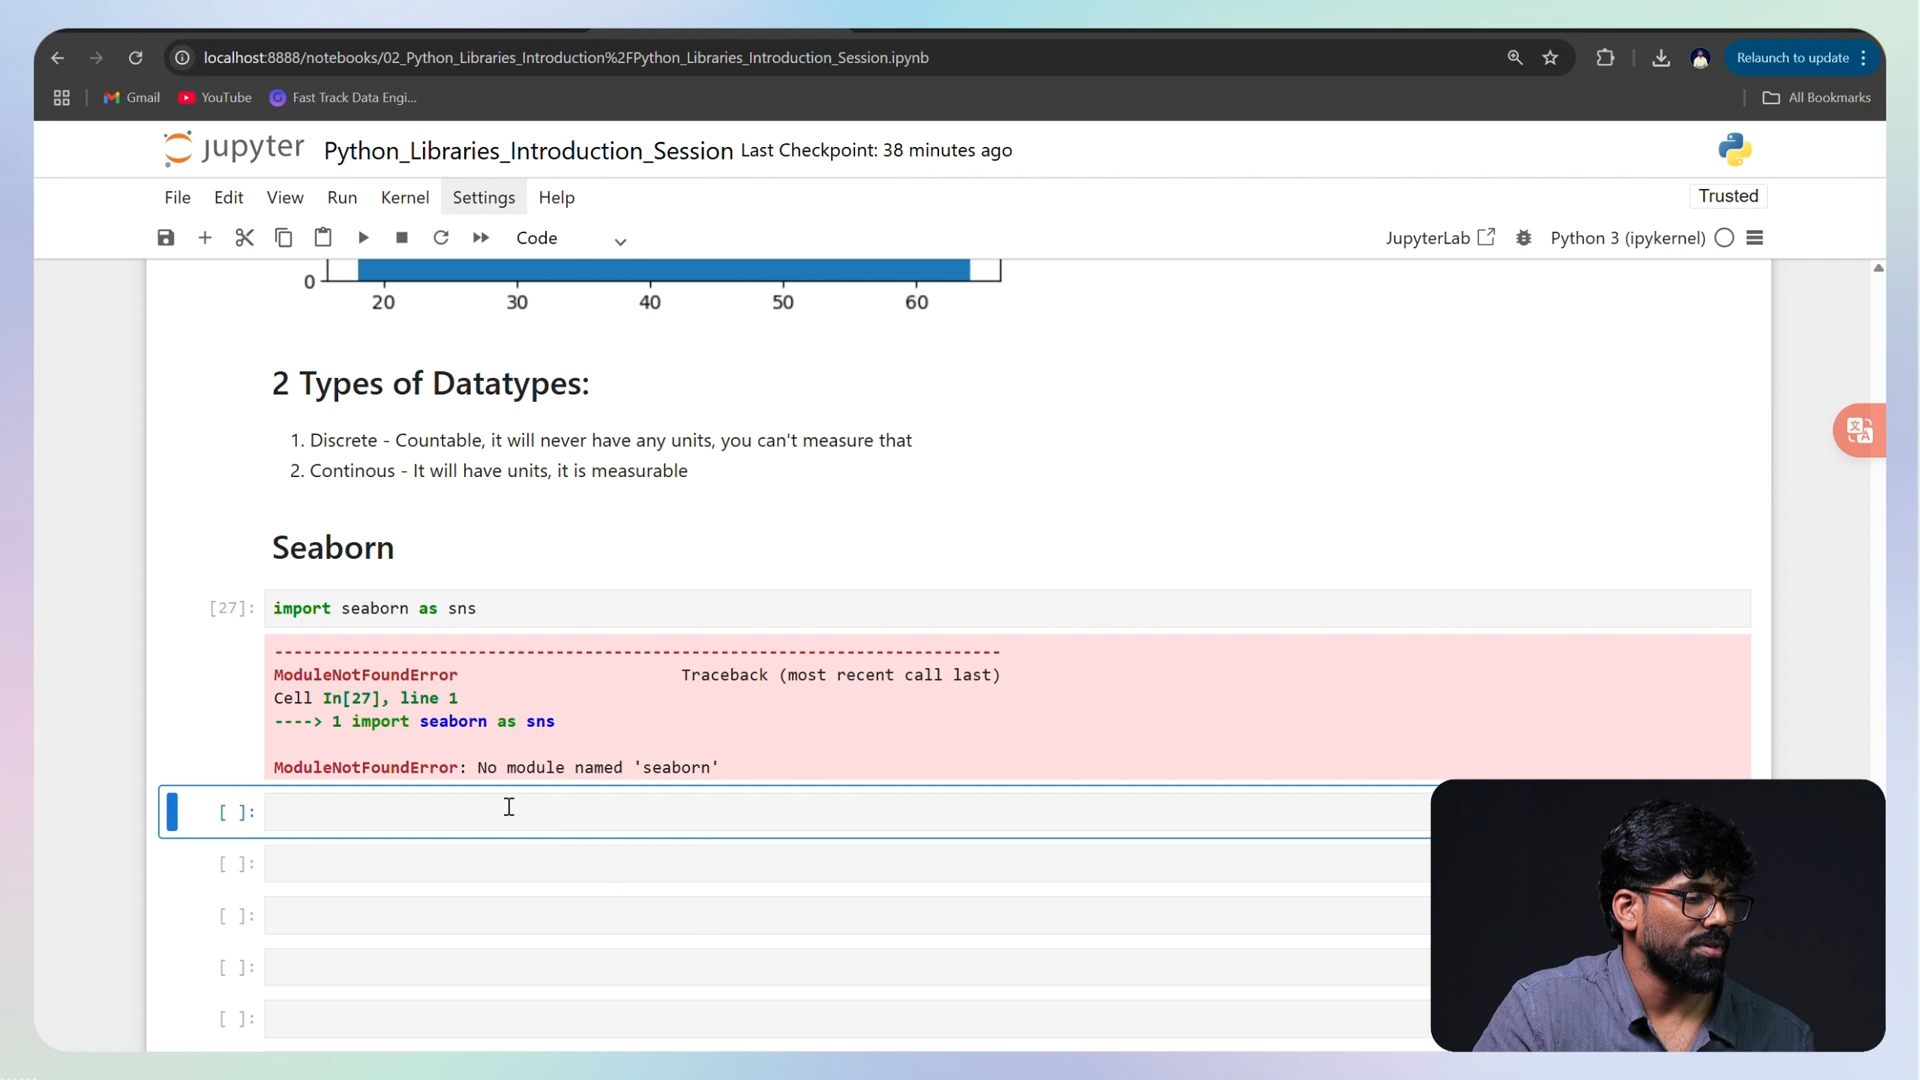 localhost:8888/notebooks/02_Python_Libraries_Introduction%2FPython_Libraries_Introduction_Session.ipynb
Relaunch to update
Gmail
YouTube
Fast Track Data Engi...
All Bookmarks
jupyter
Python_Libraries_Introduction_Session Last Checkpoint: 38 minutes ago
File Edit View Run Kernel Settings Help
Trusted
Code
JupyterLab
Python 3 (ipykernel)
0
20 30 40 50 60
2 Types of Datatypes:
1. Discrete - Countable, it will never have any units, you can't measure that
2. Continous - It will have units, it is measurable
Seaborn
[27]: import seaborn as sns
---------------------------------------------------------------------------
ModuleNotFoundError Traceback (most recent call last)
Cell In[27], line 1
----> 1 import seaborn as sns
ModuleNotFoundError: No module named 'seaborn'
[ ]:
[ ]:
[ ]:
[ ]:
[ ]: